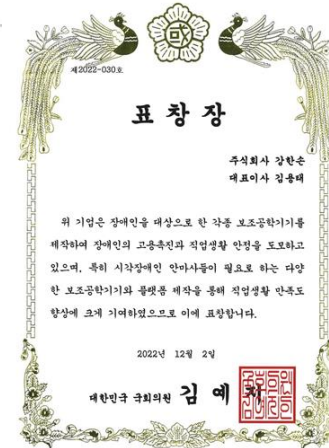 제2022-030호
표창장
주식회사 강한손
대표이사 김용태
위 기업은 장애인을 대상으로 한 각종 보조공학기기를
제작하여 장애인의 고용촉진과 직업생활 안정을 도모하고
있으며, 특히 시각장애인 안마사들이 필요로 하는 다양
한 보조공학기기와 플랫폼 제작을 통해 직업생활 만족도
향상에 크게 기여하였으므로 이에 표창합니다.
2022년 12월 2일
대한민국 국회의원 김예지